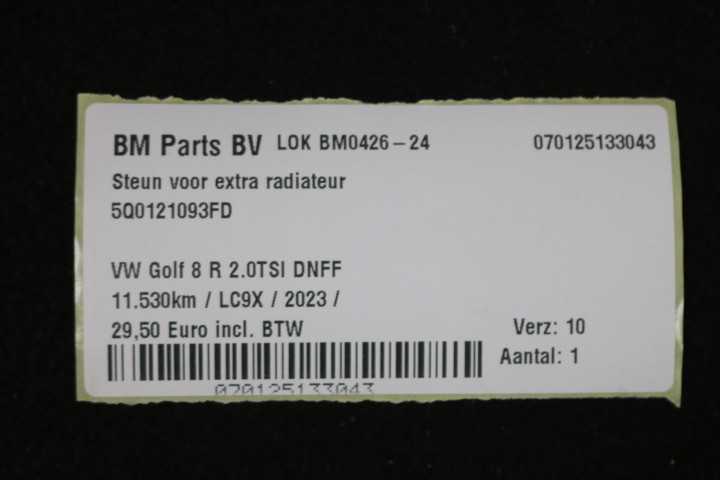 BM Parts BV LOK BM0426-24 070125133043
Steun voor extra radiateur
5Q0121093FD
VW Golf 8 R 2.0TSI DNFF
11.530km / LC9X / 2023 /
29,50 Euro incl. BTW Verz: 10
Aantal: 1
070125133043